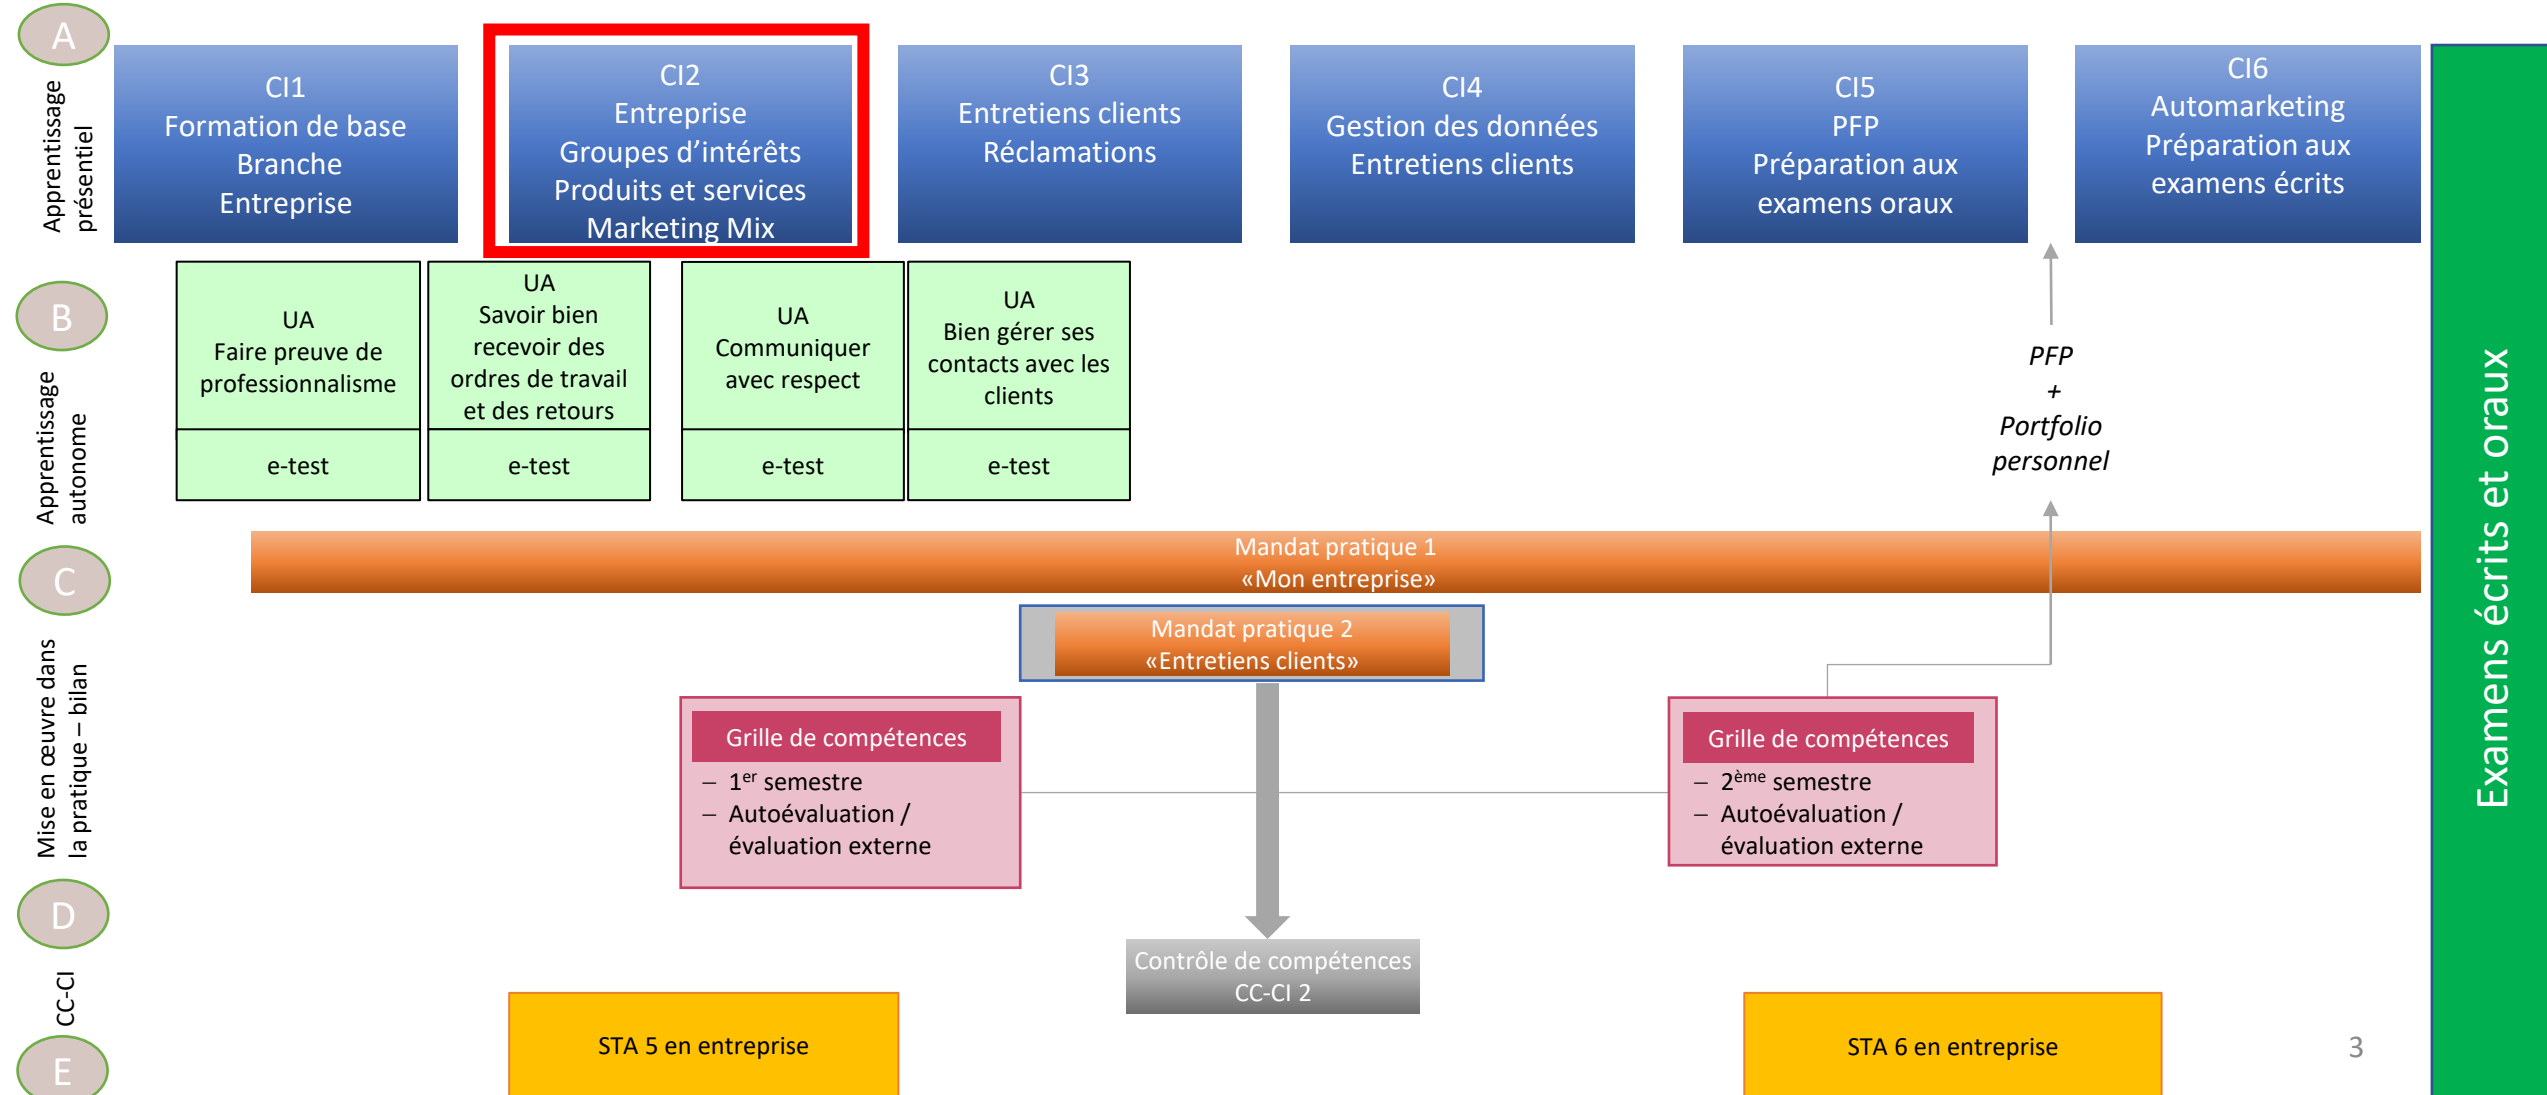 A
Apprentissage
présentiel
CI1
Formation de base
Branche
Entreprise
CI2
Entreprise
Groupes d’intérêts
Produits et services
Marketing Mix
CI3
Entretiens clients
Réclamations
CI4
Gestion des données
Entretiens clients
CI5
PFP
Préparation aux
examens oraux
CI6
Automarketing
Préparation aux
examens écrits
Examens écrits et oraux
B
Apprentissage
autonome
UA
Faire preuve de
professionnalisme
e-test
UA
Savoir bien
recevoir des
ordres de travail
et des retours
e-test
UA
Communiquer
avec respect
e-test
UA
Bien gérer ses
contacts avec les
clients
e-test
PFP
+
Portfolio
personnel
C
Mise en œuvre dans
la pratique – bilan
Mandat pratique 1
«Mon entreprise»
Mandat pratique 2
«Entretiens clients»
Grille de compétences
– 1er semestre
– Autoévaluation /
évaluation externe
Grille de compétences
– 2ème semestre
– Autoévaluation /
évaluation externe
D
CC-CI
Contrôle de compétences
CC-CI 2
E
STA 5 en entreprise
STA 6 en entreprise
3